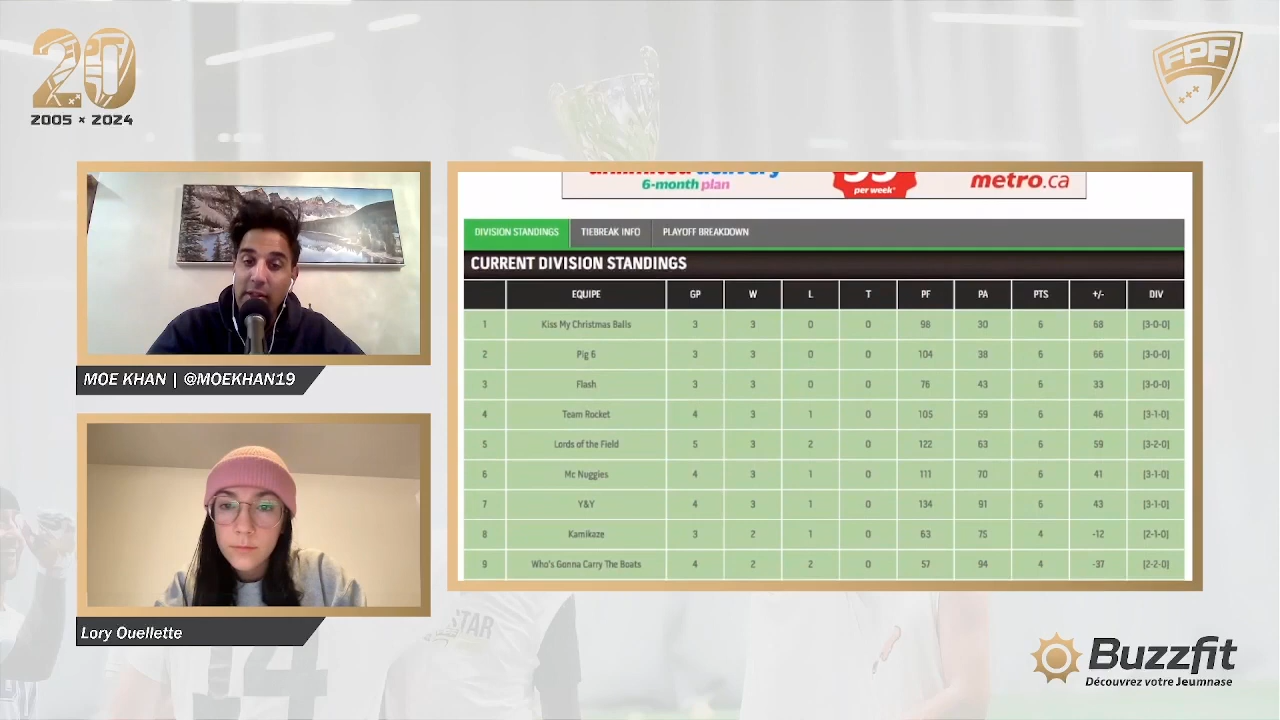 20
2005 × 2024
FPF
MOE KHAN | @MOEKHAN19
Lory Ouellette
unlimited delivery
6-month plan
per week*
metro.ca
DIVISION STANDINGS TIEBREAK INFO PLAYOFF BREAKDOWN
CURRENT DIVISION STANDINGS
EQUIPE GP W L T PF PA PTS +/- DIV
1 Kiss My Christmas Balls 3 3 0 0 98 30 6 68 (3-0-0)
2 Pig 6 3 3 0 0 104 38 6 66 (3-0-0)
3 Flash 3 3 0 0 76 43 6 33 (3-0-0)
4 Team Rocket 4 3 1 0 105 59 6 46 (3-1-0)
5 Lords of the Field 5 3 2 0 122 63 6 59 (3-2-0)
6 Mc Nuggies 4 3 1 0 111 70 6 41 (3-1-0)
7 Y&Y 4 3 1 0 134 91 6 43 (3-1-0)
8 Kamikaze 3 2 1 0 63 75 4 -12 (2-1-0)
9 Who's Gonna Carry The Boats 4 2 2 0 57 94 4 -37 (2-2-0)
STAR
14
Buzzfit
Découvrez votre Jeumnase